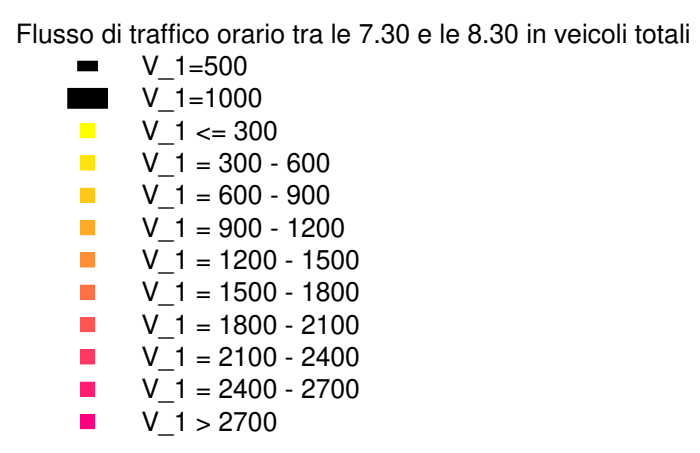 Flusso di traffico orario tra le 7.30 e le 8.30 in veicoli totali
V_1=500
V_1=1000
V_1 <= 300
V_1 = 300 - 600
V_1 = 600 - 900
V_1 = 900 - 1200
V_1 = 1200 - 1500
V_1 = 1500 - 1800
V_1 = 1800 - 2100
V_1 = 2100 - 2400
V_1 = 2400 - 2700
V_1 > 2700